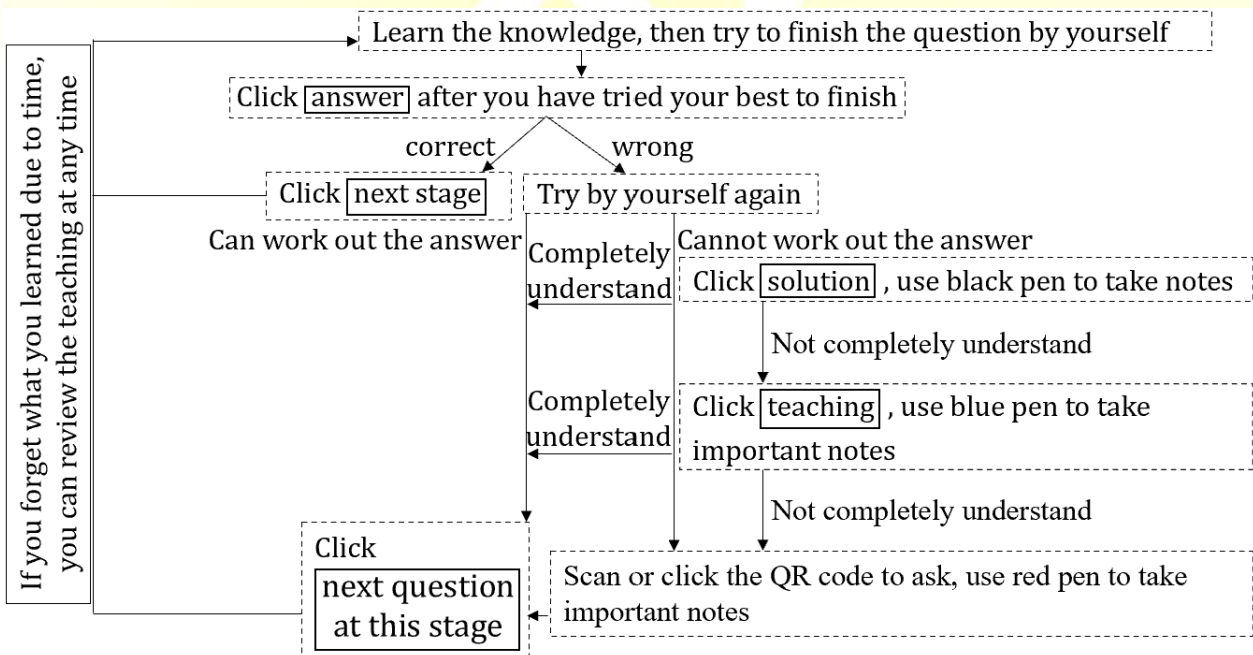 If you forget what you learned due to time,
you can review the teaching at any time
Learn the knowledge, then try to finish the question by yourself
Click answer after you have tried your best to finish
correct
wrong
Click next stage
Try by yourself again
Can work out the answer
Completely
understand
Cannot work out the answer
Click solution , use black pen to take notes
Not completely understand
Completely
understand
Click teaching , use blue pen to take
important notes
Not completely understand
Click
next question
at this stage
Scan or click the QR code to ask, use red pen to take
important notes